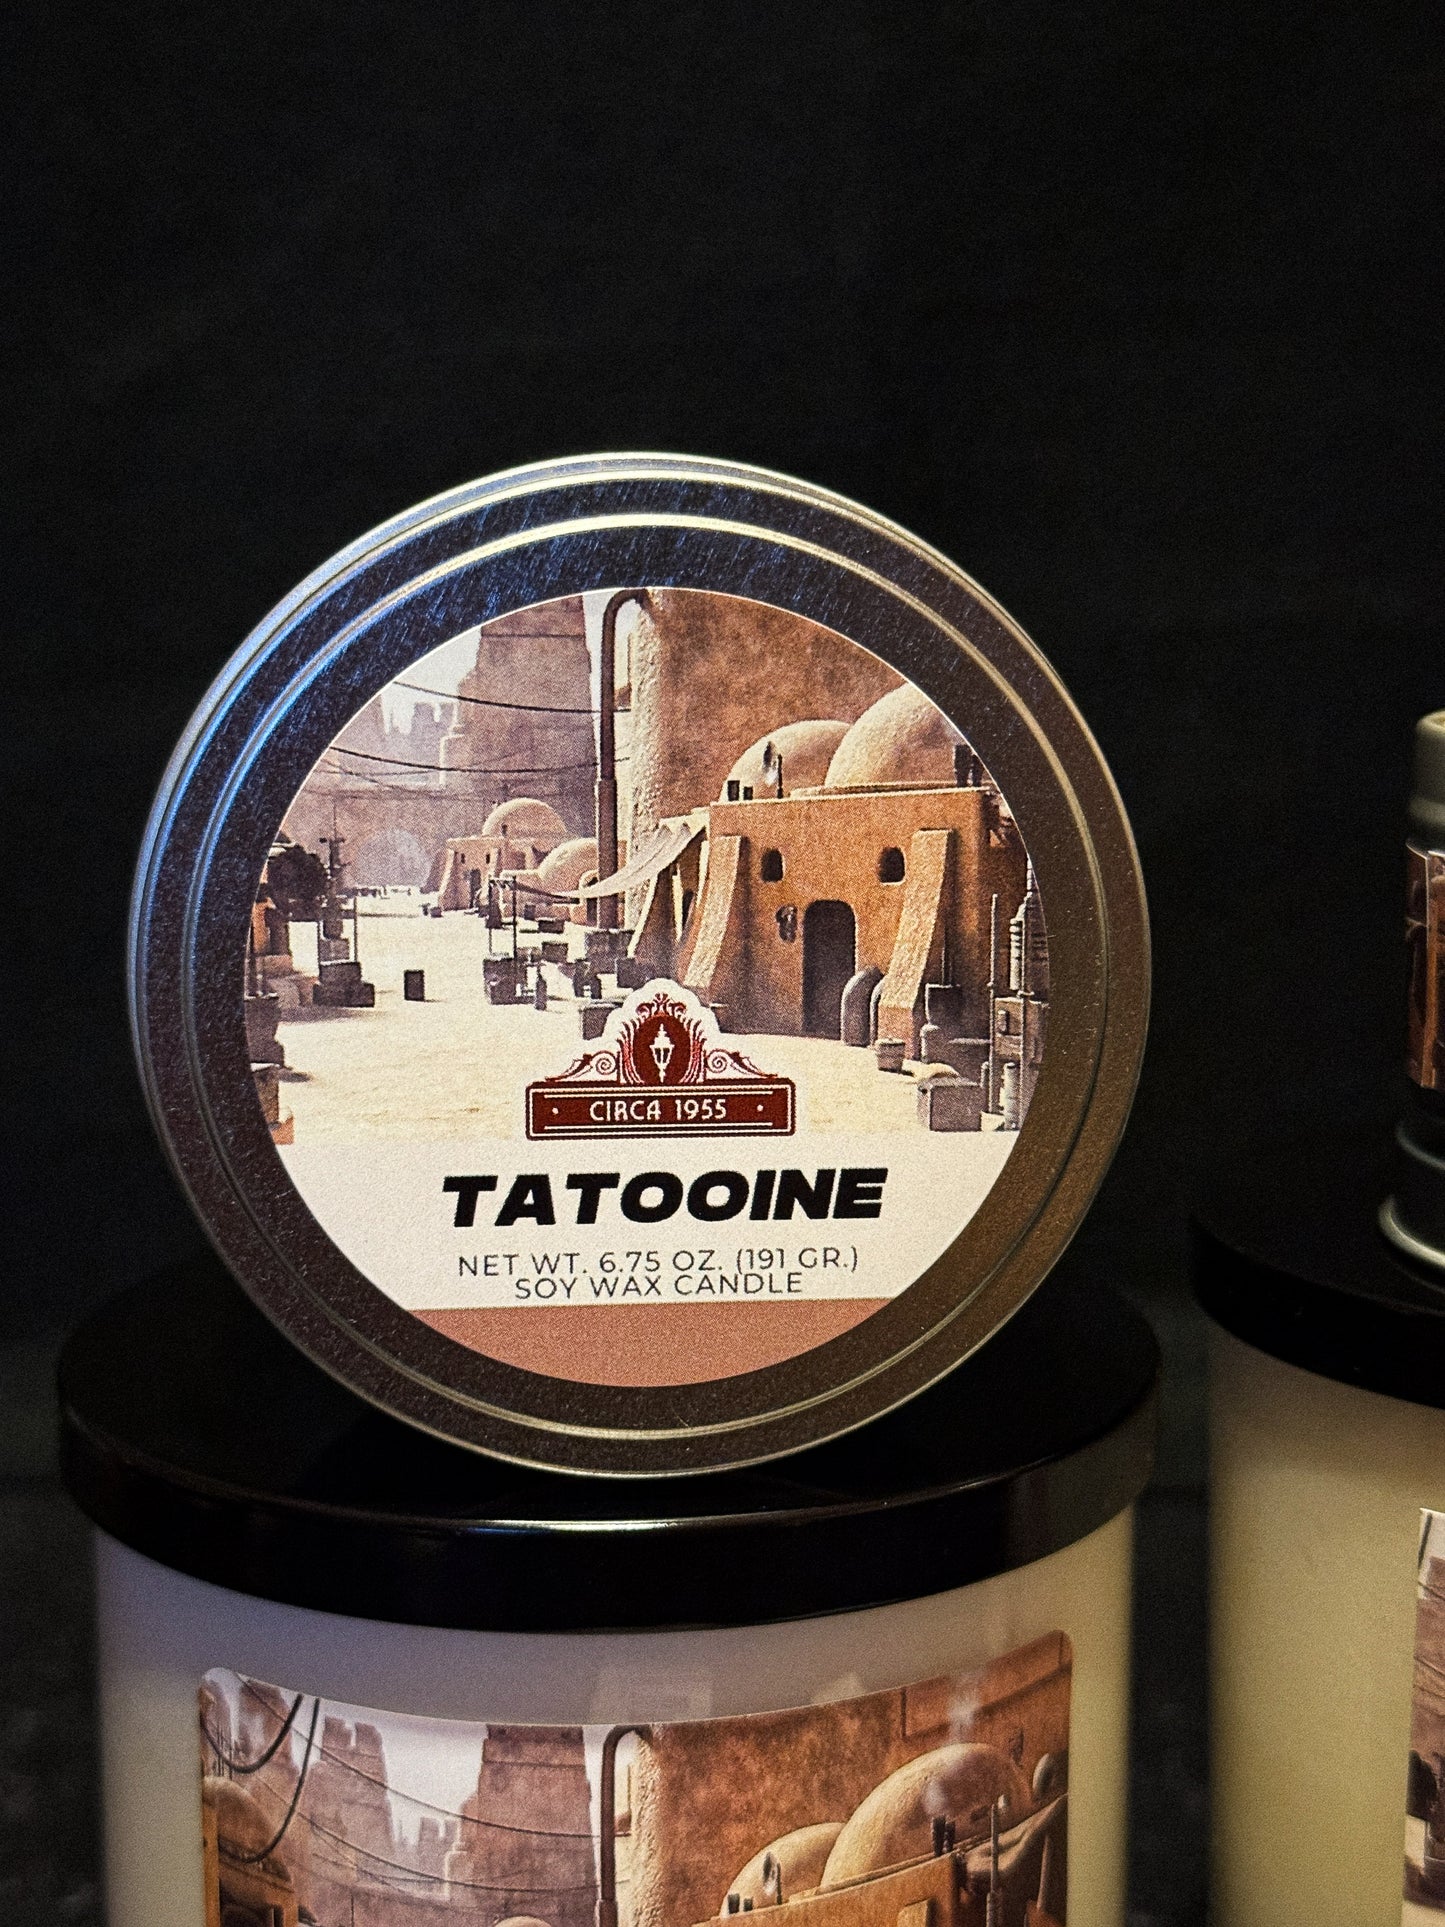 CIRCA 1955
TATOOINE
NET WT. 6.75 OZ. (191 GR.)
SOY WAX CANDLE